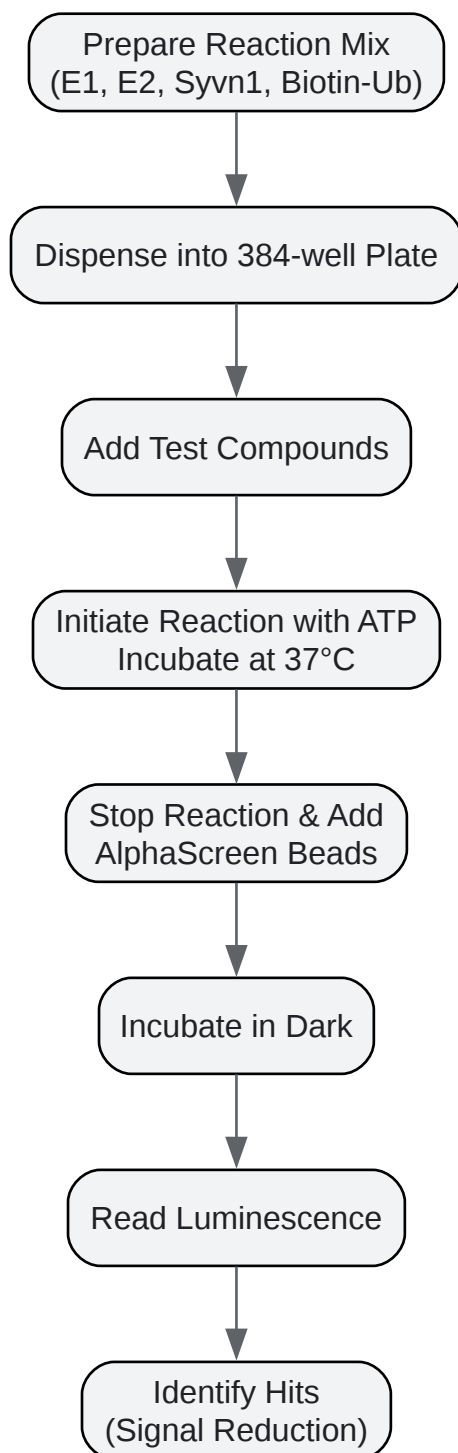 Prepare Reaction Mix
(E1, E2, Syvn1, Biotin-Ub)
Dispense into 384-well Plate
Add Test Compounds
Initiate Reaction with ATP
Incubate at 37°C
Stop Reaction & Add
AlphaScreen Beads
Incubate in Dark
Read Luminescence
Identify Hits
(Signal Reduction)